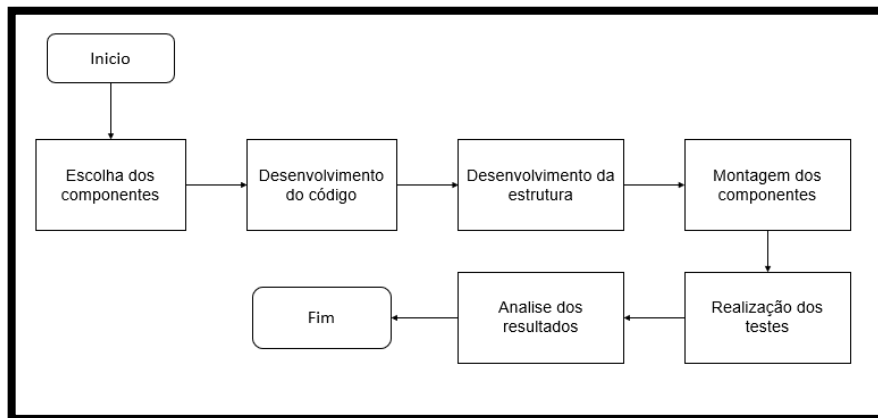 Inicio
Escolha dos
componentes
Desenvolvimento
do código
Desenvolvimento da
estrutura
Montagem dos
componentes
Realização dos
testes
Analise dos
resultados
Fim